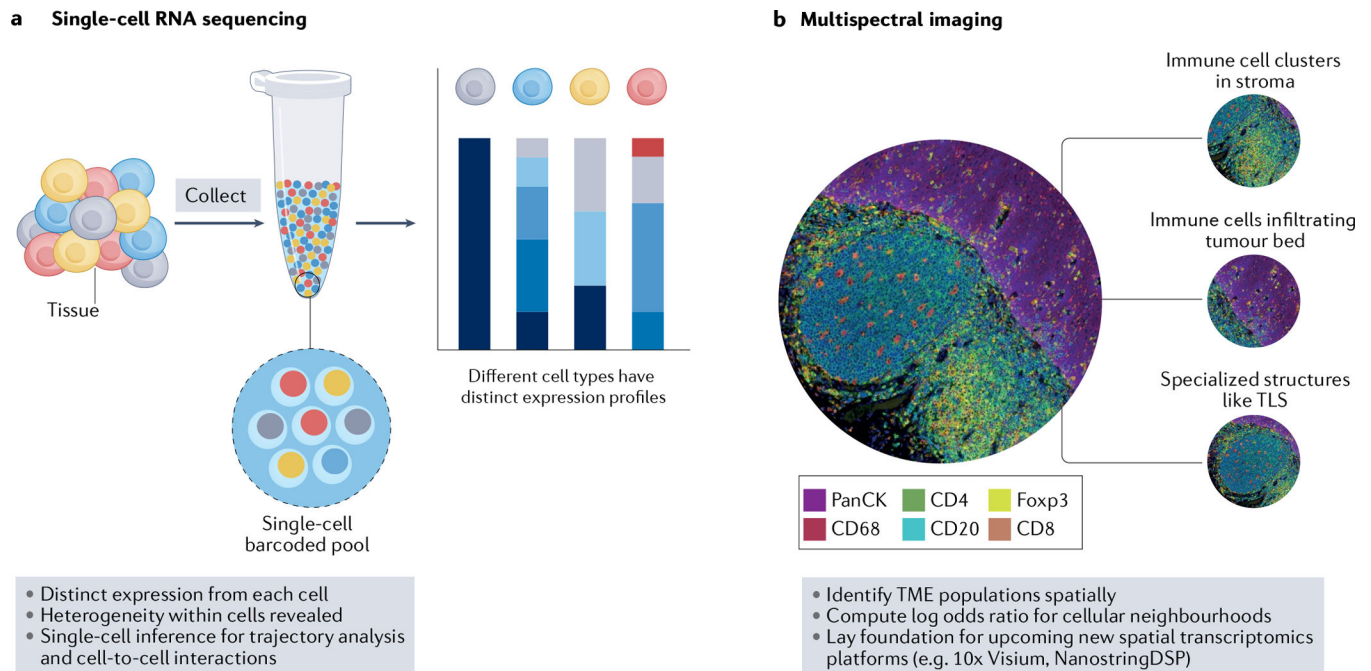 a Single-cell RNA sequencing
Collect
Tissue
Single-cell
barcoded pool
Different cell types have
distinct expression profiles
• Distinct expression from each cell
• Heterogeneity within cells revealed
• Single-cell inference for trajectory analysis
and cell-to-cell interactions
b Multispectral imaging
Immune cell clusters
in stroma
Immune cells infiltrating
tumour bed
Specialized structures
like TLS
PanCK CD4 Foxp3
CD68 CD20 CD8
• Identify TME populations spatially
• Compute log odds ratio for cellular neighbourhoods
• Lay foundation for upcoming new spatial transcriptomics
platforms (e.g. 10x Visium, NanostringDSP)